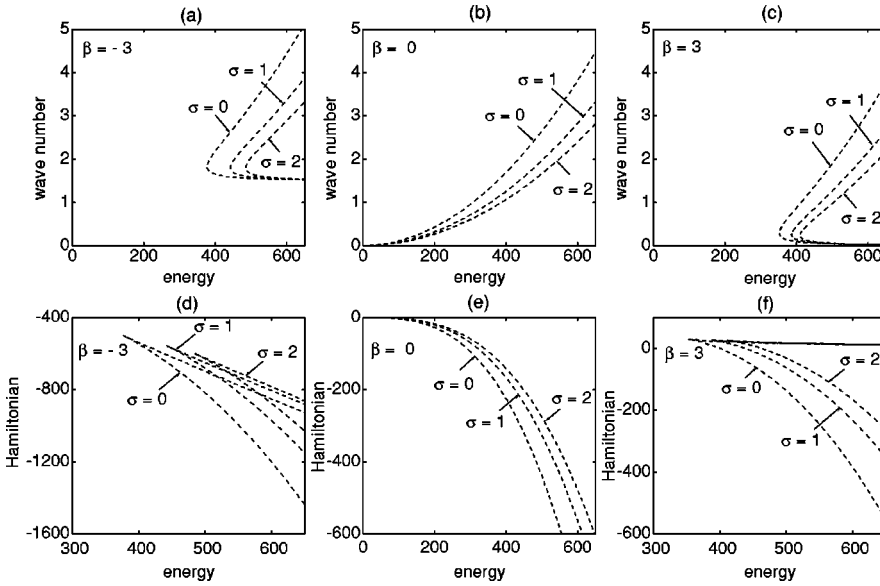 (a)
wave number
5
4
3
2
1
0
β = - 3
σ = 1
σ = 0
σ = 2
0
200
400
600
energy
(b)
wave number
5
4
3
2
1
0
β = 0
σ = 1
σ = 0
σ = 2
0
200
400
600
energy
(c)
wave number
5
4
3
2
1
0
β = 3
σ = 1
σ = 0
σ = 2
0
200
400
600
energy
(d)
Hamiltonian
-400
-800
-1200
-1600
β = - 3
σ = 1
σ = 2
σ = 0
300
400
500
600
energy
(e)
Hamiltonian
0
-200
-400
-600
β = 0
σ = 0
σ = 2
σ = 1
0
200
400
600
energy
(f)
Hamiltonian
0
-200
-400
-600
β = 3
σ = 2
σ = 0
σ = 1
300
400
500
600
energy